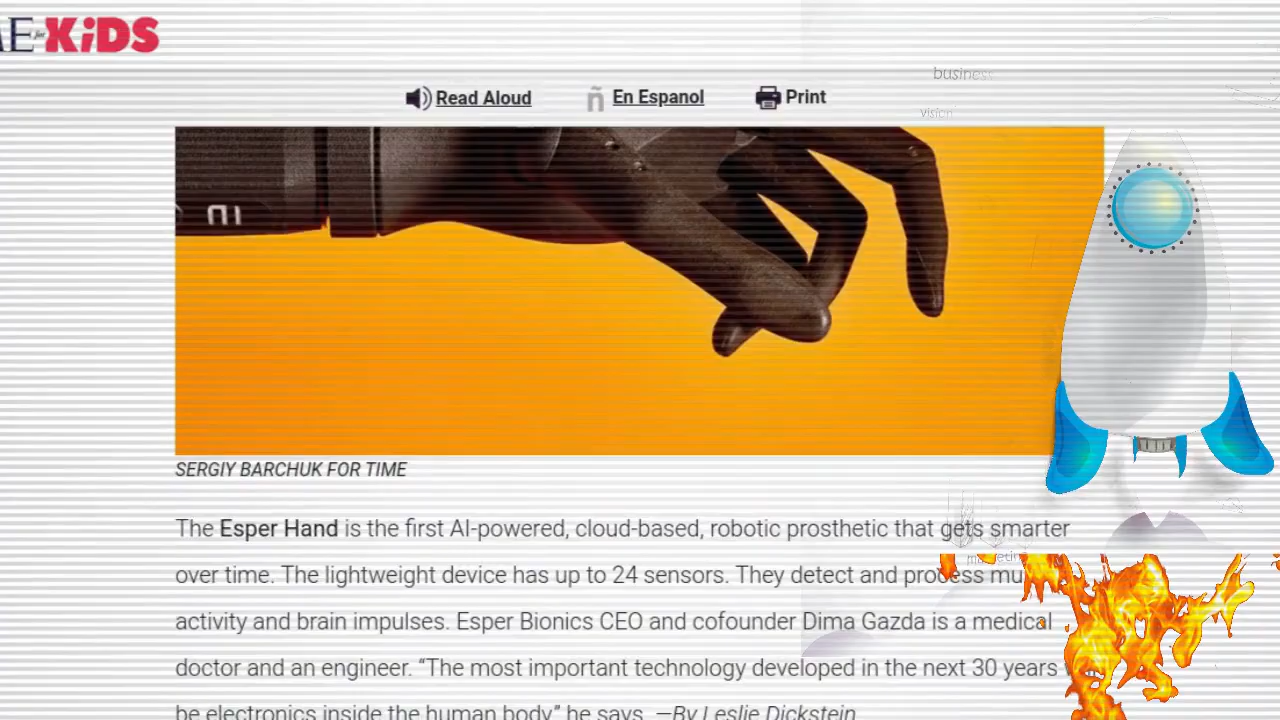 E for KiDS
business
Read Aloud En Espanol Print
vision
SERGIY BARCHUK FOR TIME
The Esper Hand is the first AI-powered, cloud-based, robotic prosthetic that gets smarter
over time. The lightweight device has up to 24 sensors. They detect and process mu
activity and brain impulses. Esper Bionics CEO and cofounder Dima Gazda is a medical
doctor and an engineer. “The most important technology developed in the next 30 years
be electronics inside the human body” he says. —By Leslie Dickstein